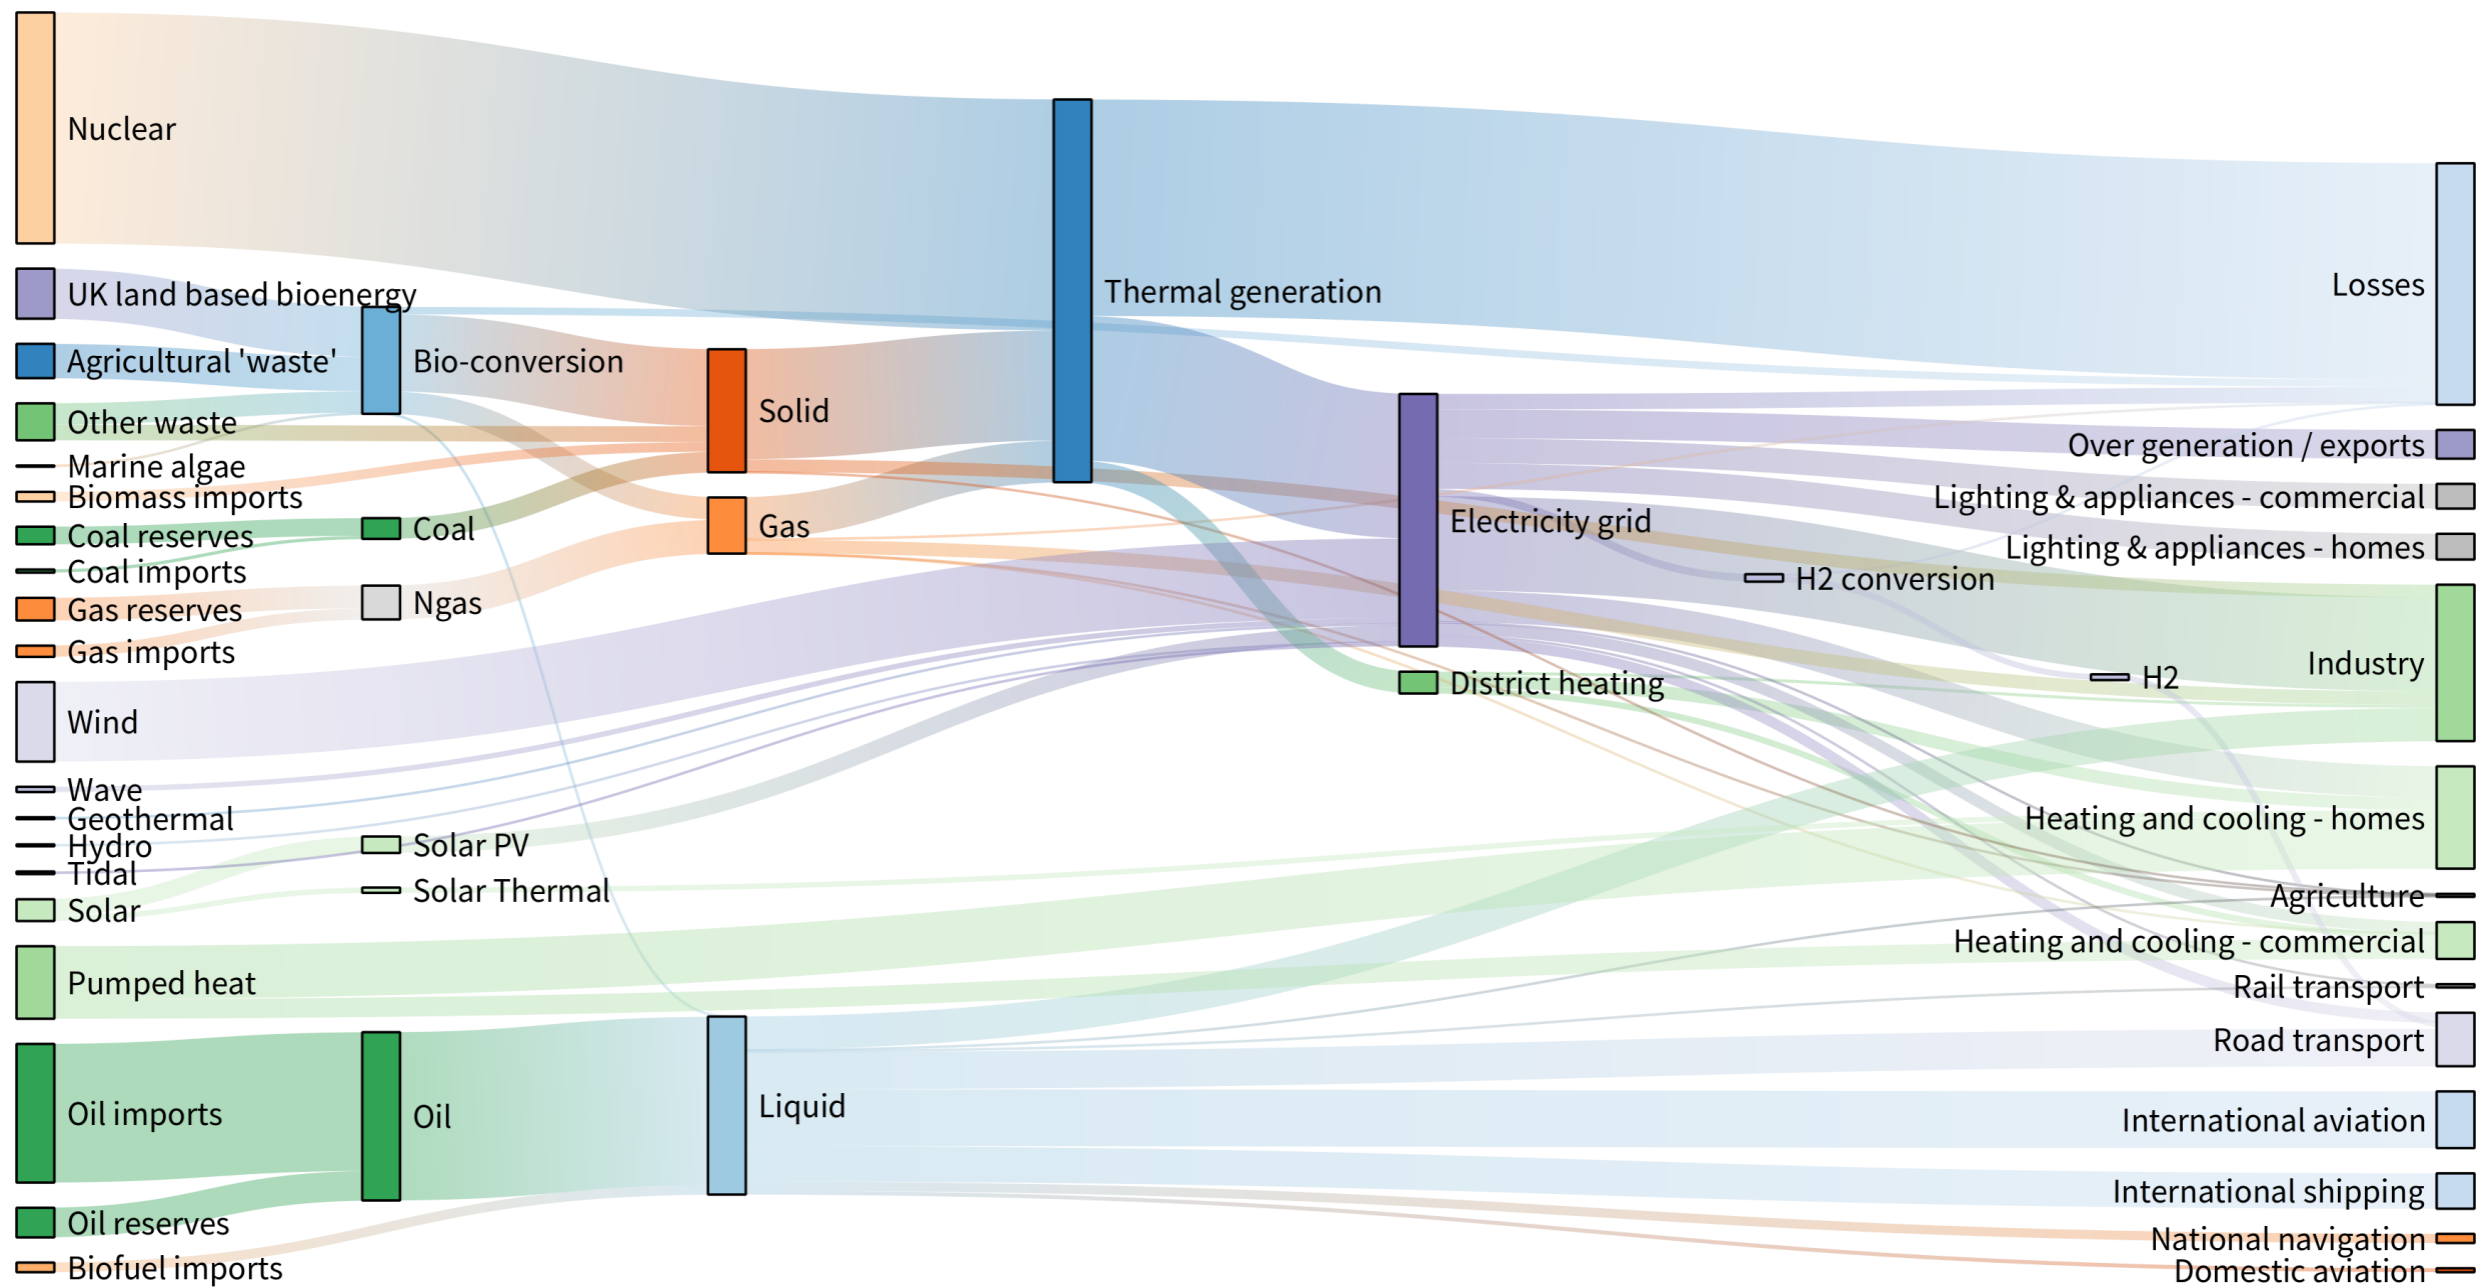 Nuclear
UK land based bioenergy
Agricultural 'waste'
Other waste
Marine algae
Biomass imports
Coal reserves
Coal imports
Gas reserves
Gas imports
Wind
Wave
Geothermal
Hydro
Tidal
Solar
Pumped heat
Oil imports
Oil reserves
Biofuel imports
Bio-conversion
Coal
Ngas
Solar PV
Solar Thermal
Oil
Solid
Gas
Liquid
Thermal generation
Electricity grid
District heating
H2 conversion
H2
Losses
Over generation / exports
Lighting & appliances - commercial
Lighting & appliances - homes
Industry
Heating and cooling - homes
Agriculture
Heating and cooling - commercial
Rail transport
Road transport
International aviation
International shipping
National navigation
Domestic aviation